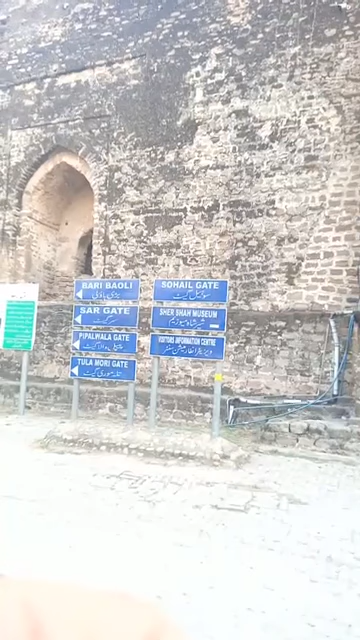 BARI BAOLI
بڑی باؤلی
SAR GATE
سر گیٹ
PIPALWALA GATE
پیپل والا گیٹ
TULA MORI GATE
تلہ موری گیٹ
SOHAIL GATE
سہیل گیٹ
SHER SHAH MUSEUM
شیر شاہ میوزیم
VISITORS INFORMATION CENTRE
وزیٹرز انفارمیشن سنٹر